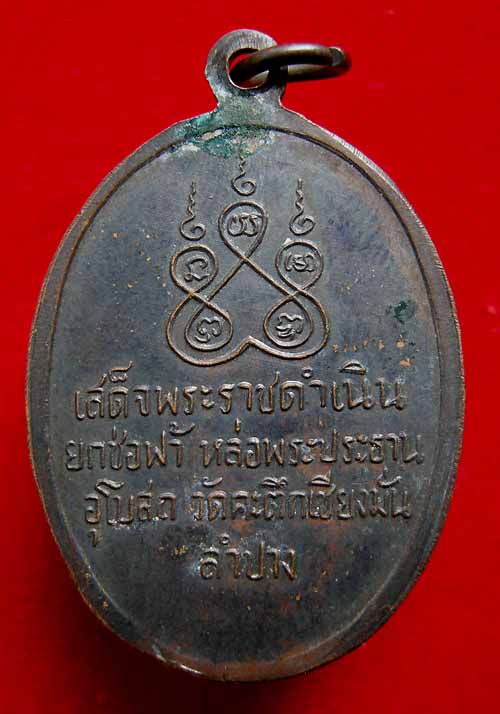 เสด็จพระราชดำเนิน
ยกช่อฟ้า หล่อพระประธาน
อุโบสถ วัดคะตึกเชียงมั่น
ลำปาง